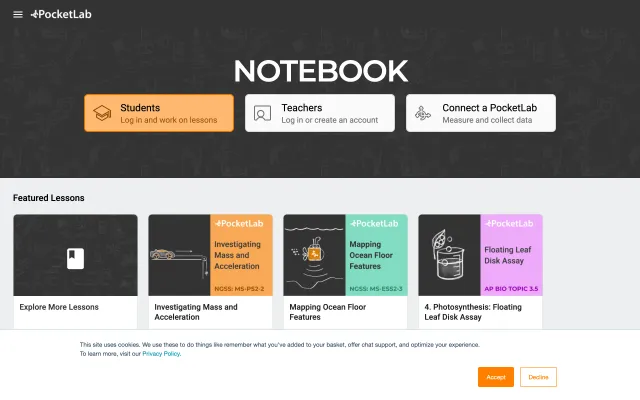 PocketLab
NOTEBOOK
Students
Log in and work on lessons
Teachers
Log in or create an account
Connect a PocketLab
Measure and collect data
Featured Lessons
Explore More Lessons
PocketLab
Investigating
Mass and
Acceleration
NGSS: MS-PS2-2
Investigating Mass and
Acceleration
PocketLab
Mapping
Ocean Floor
Features
NGSS: MS-ESS2-3
Mapping Ocean Floor
Features
PocketLab
Floating Leaf
Disk Assay
AP BIO TOPIC 3.5
4. Photosynthesis: Floating
Leaf Disk Assay
This site uses cookies. We use these to do things like remember what you've added to your basket, offer chat support, and optimize your experience.
To learn more, visit our Privacy Policy.
Accept
Decline